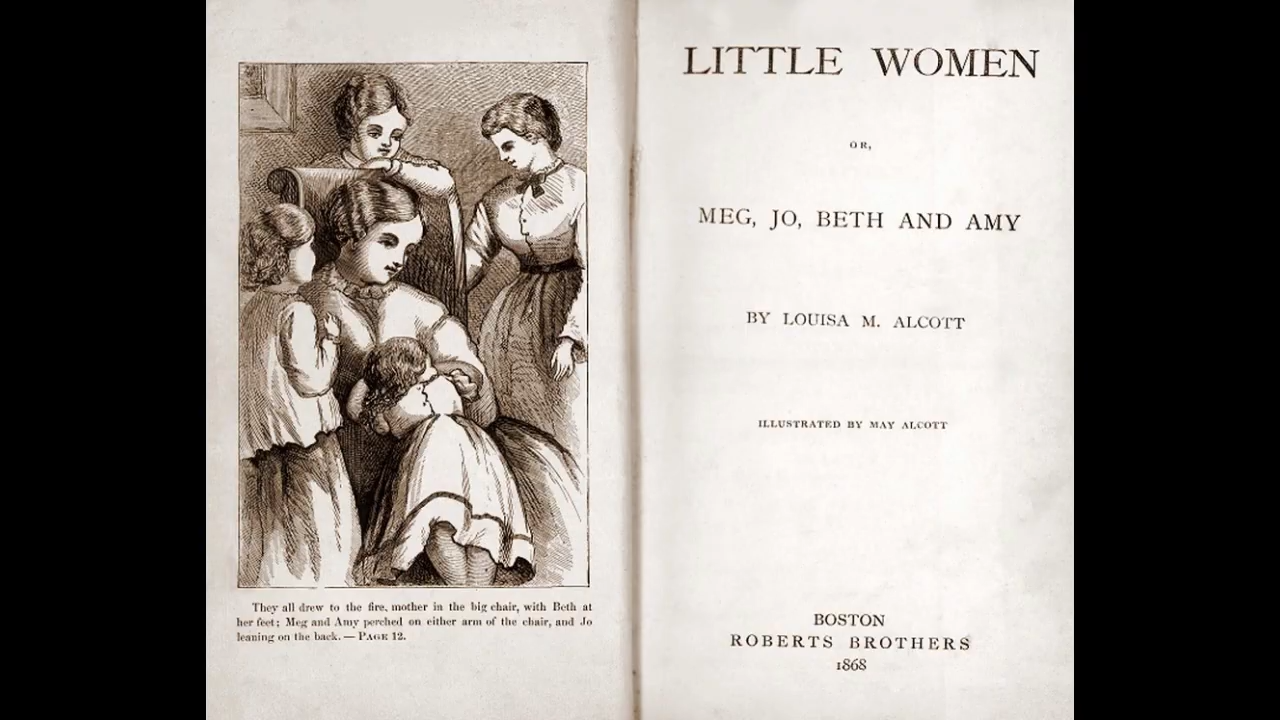 They all drew to the fire, mother in the big chair, with Beth at
her feet; Meg and Amy perched on either arm of the chair, and Jo
leaning on the back. — PAGE 12.
LITTLE WOMEN
OR,
MEG, JO, BETH AND AMY
BY LOUISA M. ALCOTT
ILLUSTRATED BY MAY ALCOTT
BOSTON
ROBERTS BROTHERS
1868